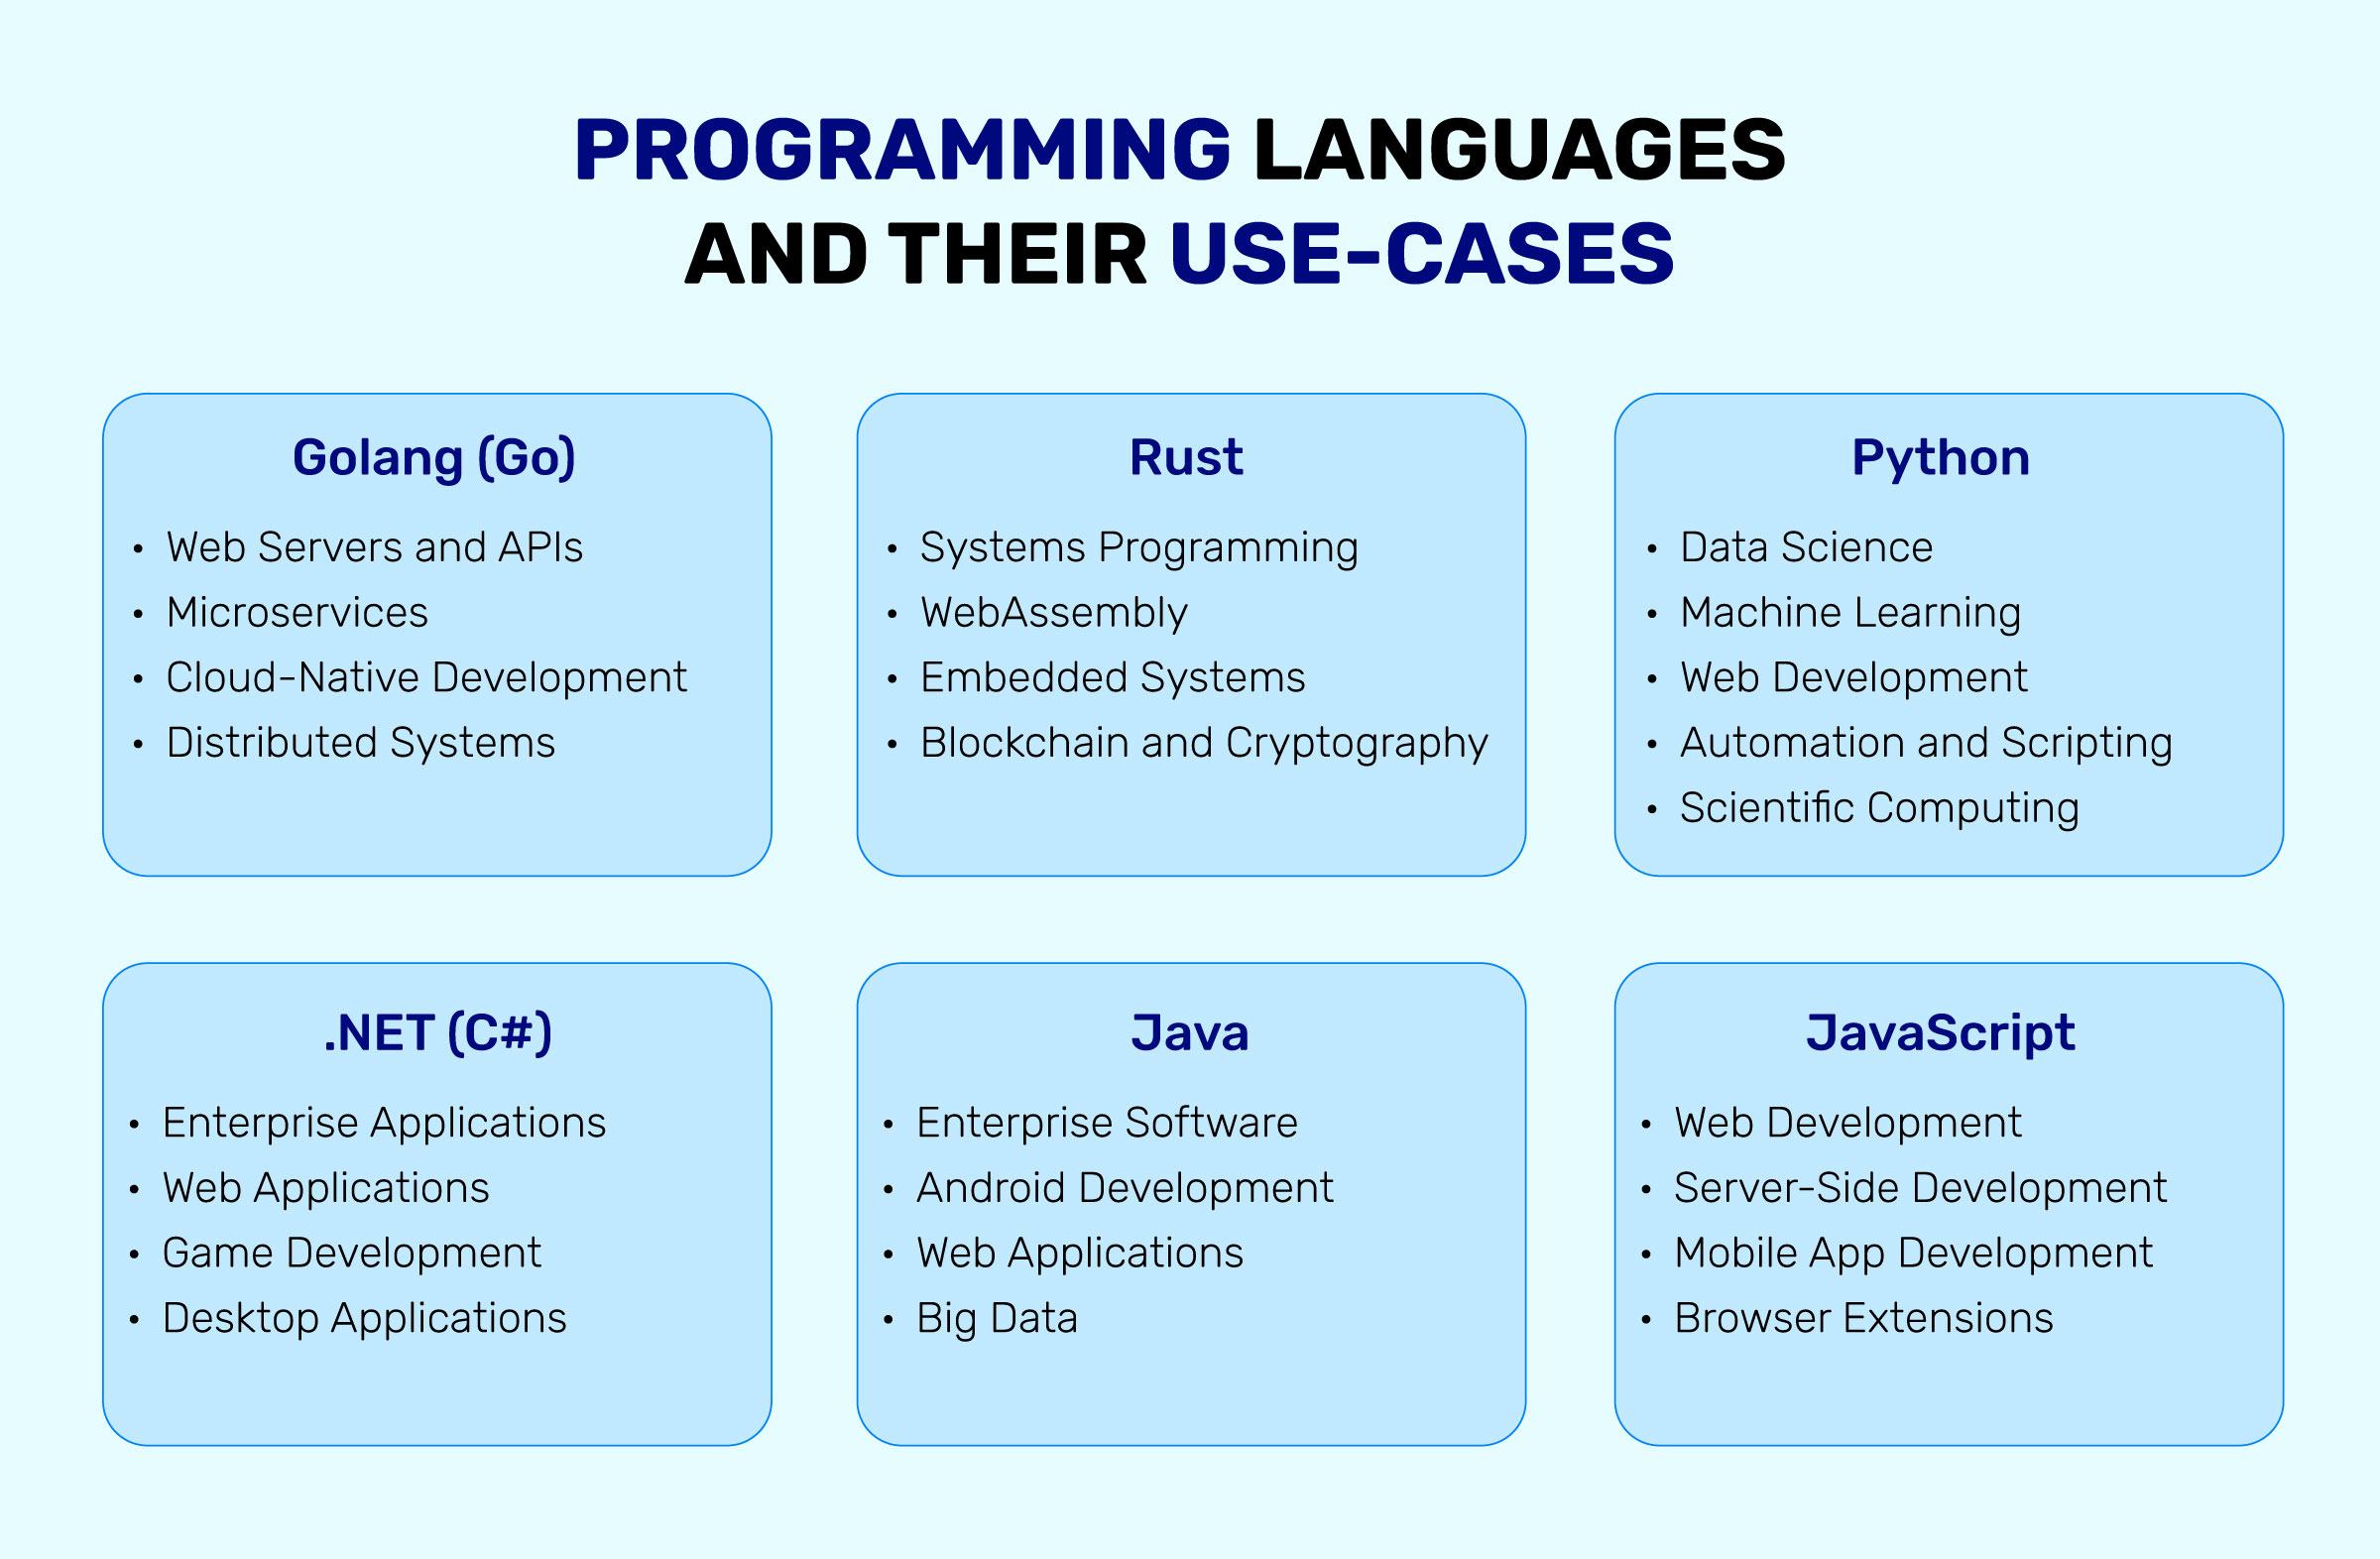 PROGRAMMING LANGUAGES
AND THEIR USE-CASES
Golang (Go)
• Web Servers and APIs
• Microservices
• Cloud-Native Development
• Distributed Systems
Rust
• Systems Programming
• WebAssembly
• Embedded Systems
• Blockchain and Cryptography
Python
• Data Science
• Machine Learning
• Web Development
• Automation and Scripting
• Scientific Computing
.NET (C#)
• Enterprise Applications
• Web Applications
• Game Development
• Desktop Applications
Java
• Enterprise Software
• Android Development
• Web Applications
• Big Data
JavaScript
• Web Development
• Server-Side Development
• Mobile App Development
• Browser Extensions